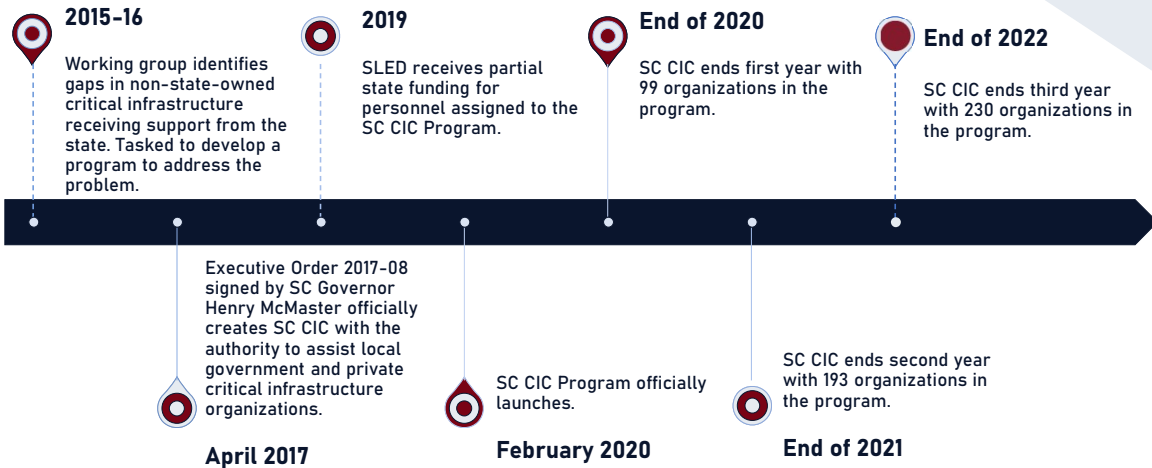 2015-16
Working group identifies
gaps in non-state-owned
critical infrastructure
receiving support from the
state. Tasked to develop a
program to address the
problem.
Executive Order 2017-08
signed by SC Governor
Henry McMaster officially
creates SC CIC with the
authority to assist local
government and private
critical infrastructure
organizations.
April 2017
2019
SLED receives partial
state funding for
personnel assigned to the
SC CIC Program.
SC CIC Program officially
launches.
February 2020
End of 2020
SC CIC ends first year with
99 organizations in the
program.
SC CIC ends second year
with 193 organizations in
the program.
End of 2021
End of 2022
SC CIC ends third year
with 230 organizations in
the program.